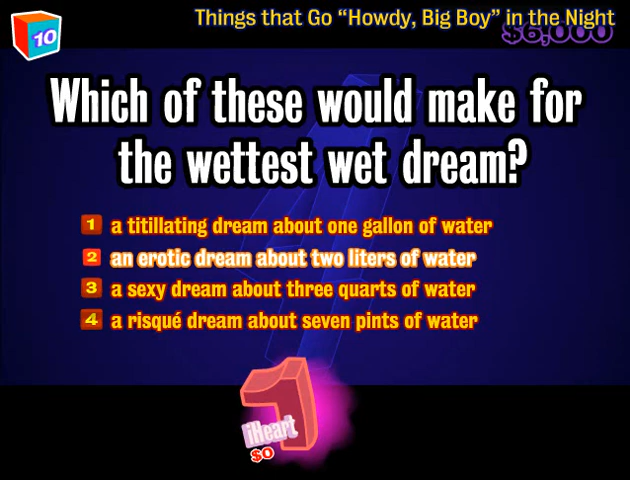 Things that Go “Howdy, Big Boy” in the Night
10
$6,000
Which of these would make for
the wettest wet dream?
1 a titillating dream about one gallon of water
2 an erotic dream about two liters of water
3 a sexy dream about three quarts of water
4 a risqué dream about seven pints of water
1
iHeart
$0